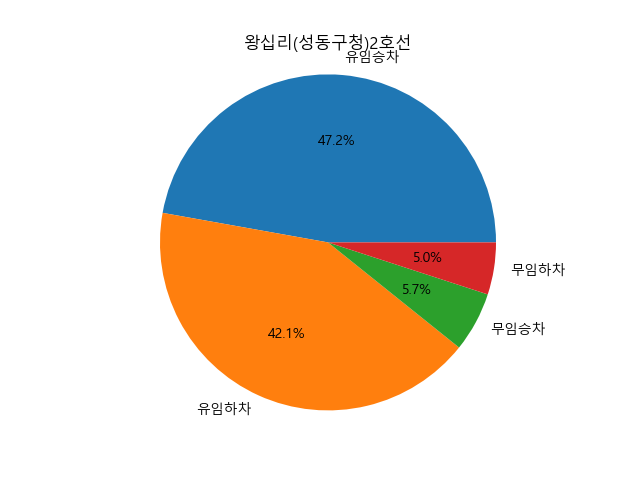 왕십리(성동구청)2호선
유임승차
47.2%
5.0%
무임하차
5.7%
무임승차
42.1%
유임하차